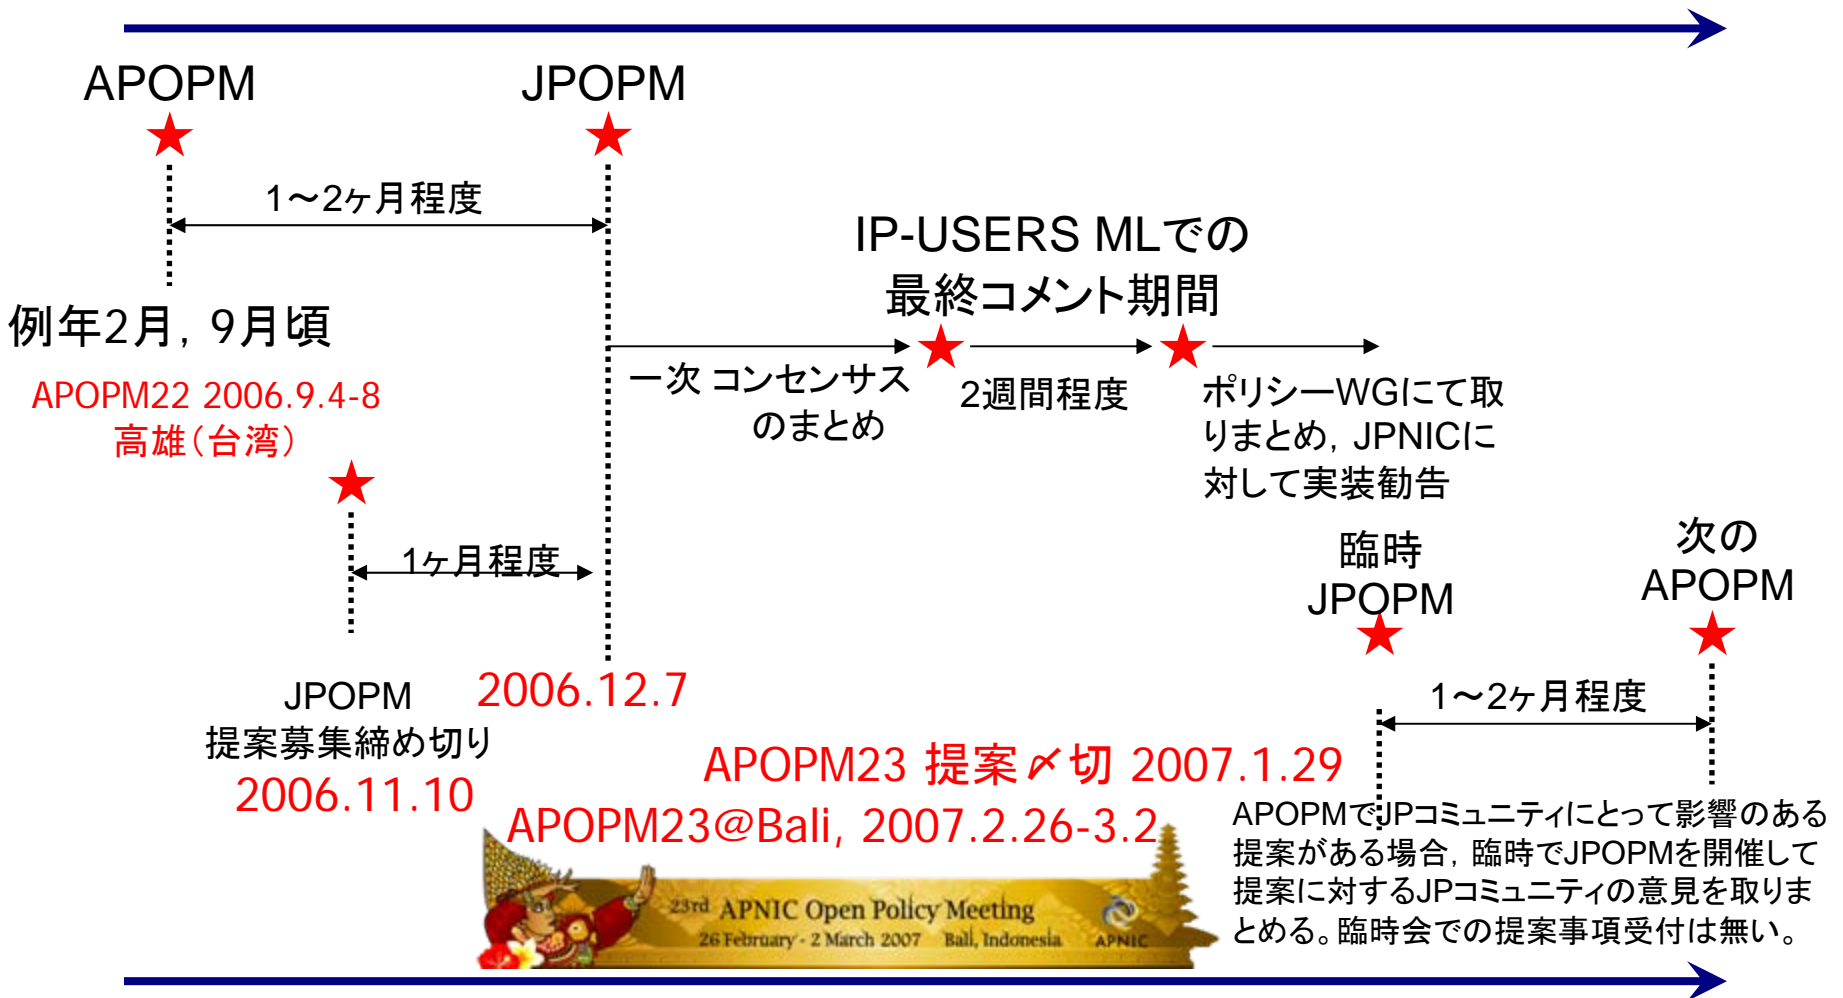 APOPM
JPOPM
1～2ヶ月程度
例年2月, 9月頃
APOPM22 2006.9.4-8
高雄(台湾)
IP-USERS MLでの
最終コメント期間
一次 コンセンサス
のまとめ
2週間程度
ポリシーWGにて取
りまとめ, JPNICに
対して実装勧告
1ヶ月程度
JPOPM
提案募集締め切り
2006.11.10
2006.12.7
臨時
JPOPM
次の
APOPM
1～2ヶ月程度
APOPM23 提案〆切 2007.1.29
APOPM23@Bali, 2007.2.26-3.2
23rd APNIC Open Policy Meeting
26 February - 2 March 2007 Bali, Indonesia
APNIC
APOPMでJPコミュニティにとって影響のある
提案がある場合, 臨時でJPOPMを開催して
提案に対するJPコミュニティの意見を取りま
とめる。臨時会での提案事項受付は無い。